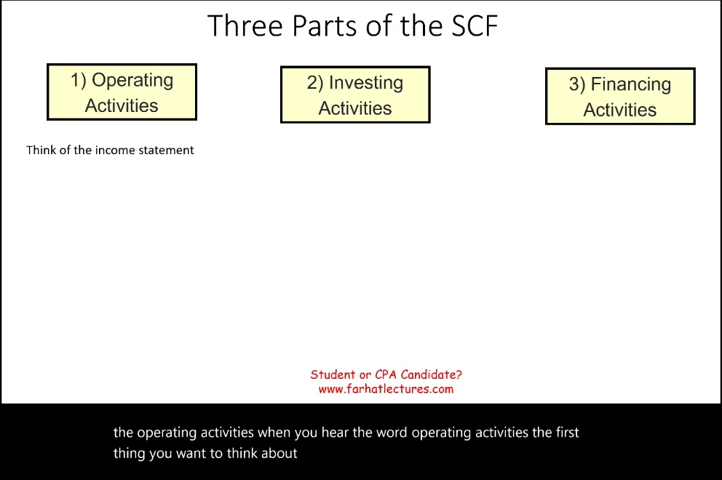 Three Parts of the SCF
1) Operating
Activities
2) Investing
Activities
3) Financing
Activities
Think of the income statement
Student or CPA Candidate?
www.farhatlectures.com
the operating activities when you hear the word operating activities the first
thing you want to think about